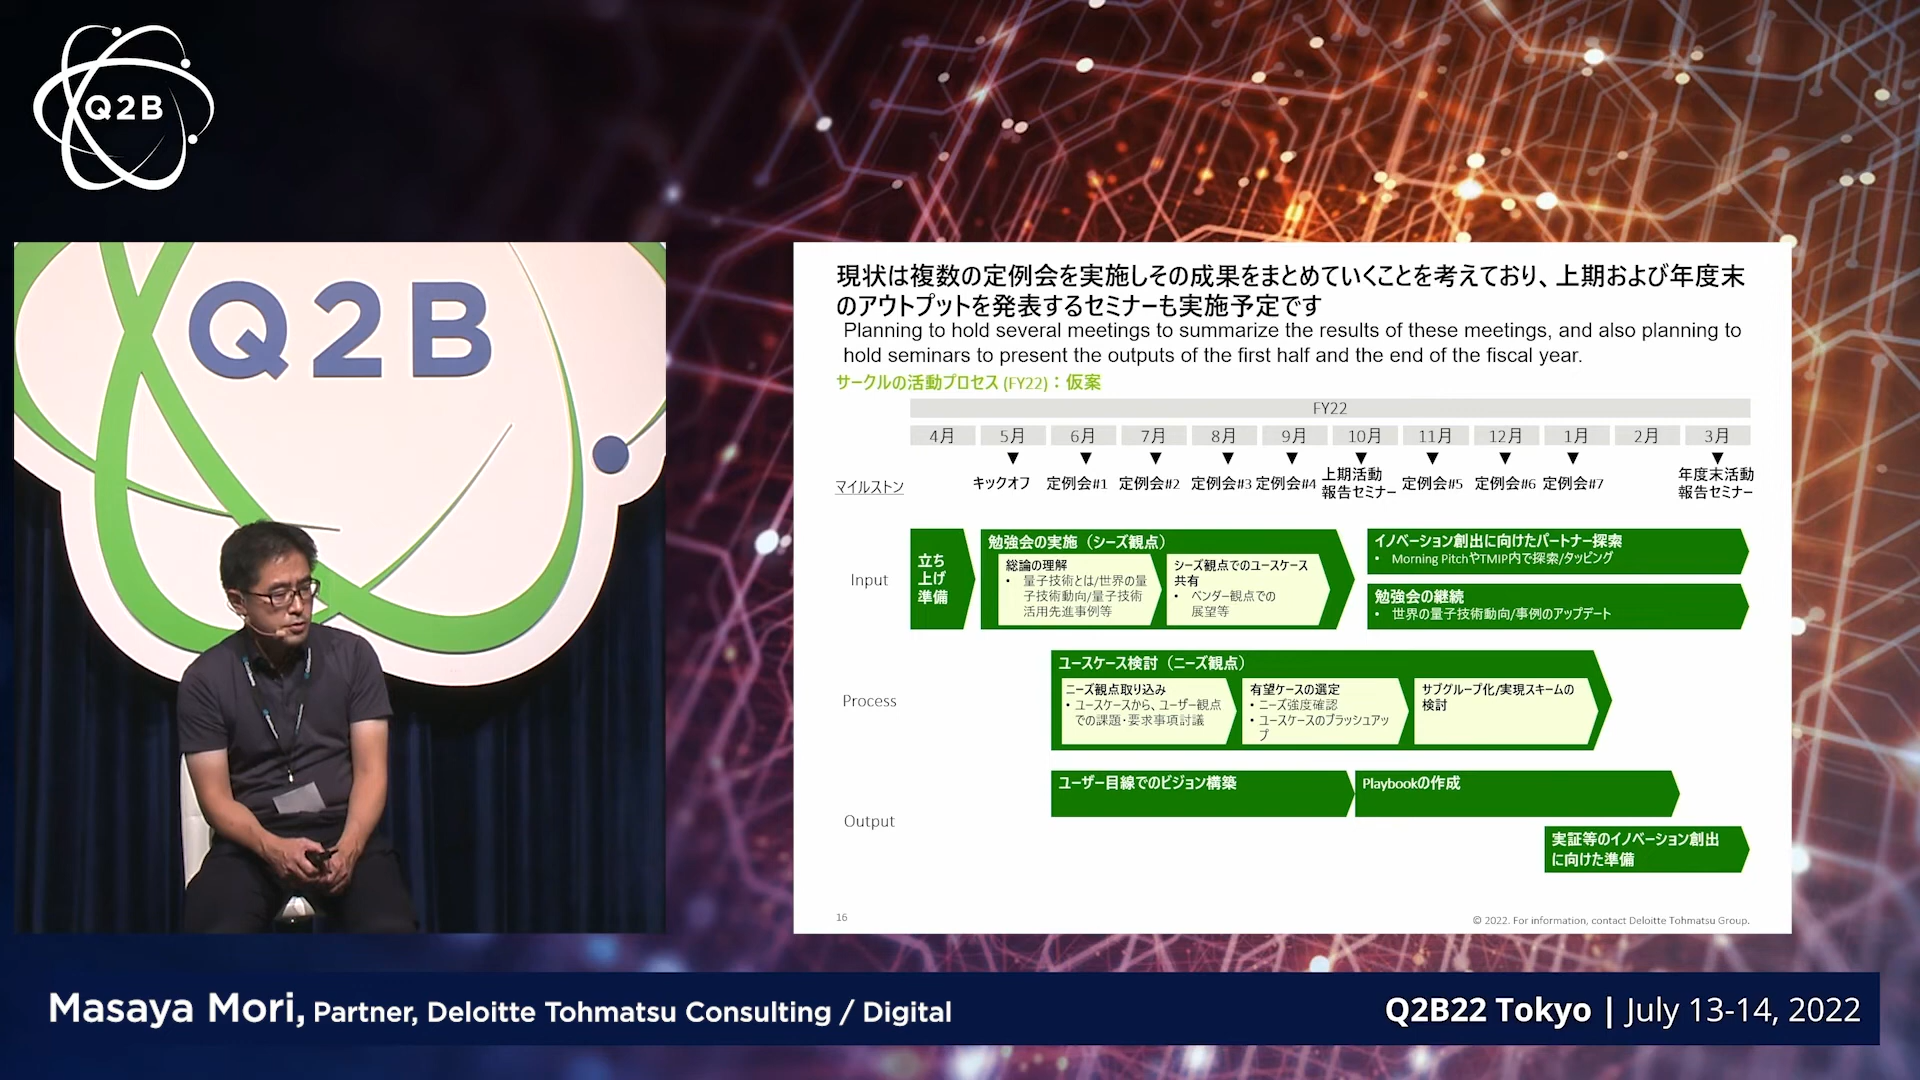 Q2B
Q2B
現状は複数の定例会を実施しその成果をまとめていくことを考えており、上期および年度末
のアウトプットを発表するセミナーも実施予定です
Planning to hold several meetings to summarize the results of these meetings, and also planning to
hold seminars to present the outputs of the first half and the end of the fiscal year.
サークルの活動プロセス (FY22)：仮案
FY22
4月 5月 6月 7月 8月 9月 10月 11月 12月 1月 2月 3月
▼ ▼ ▼ ▼ ▼ ▼ ▼ ▼ ▼ ▼ ▼
マイルストン
キックオフ
定例会#1
定例会#2
定例会#3
定例会#4
上期活動
報告セミナー
定例会#5
定例会#6
定例会#7
年度末活動
報告セミナー
Input
立ち
上げ
準備
勉強会の実施（シーズ観点）
総論の理解
• 量子技術とは/世界の量
子技術動向/量子技術
活用先進事例等
シーズ観点でのユースケース
共有
• ベンダー観点での
展望等
イノベーション創出に向けたパートナー探索
• Morning PitchやTMIP内で探索/タッピング
勉強会の継続
• 世界の量子技術動向/事例のアップデート
Process
ユースケース検討（ニーズ観点）
ニーズ観点取り込み
• ユースケースから、ユーザー観点
での課題・要求事項討議
有望ケースの選定
• ニーズ強度確認
• ユースケースのブラッシュアッ
プ
サブグループ化/実現スキームの
検討
Output
ユーザー目線でのビジョン構築
Playbookの作成
実証等のイノベーション創出
に向けた準備
16
© 2022. For information, contact Deloitte Tohmatsu Group.
Masaya Mori, Partner, Deloitte Tohmatsu Consulting / Digital
Q2B22 Tokyo | July 13-14, 2022